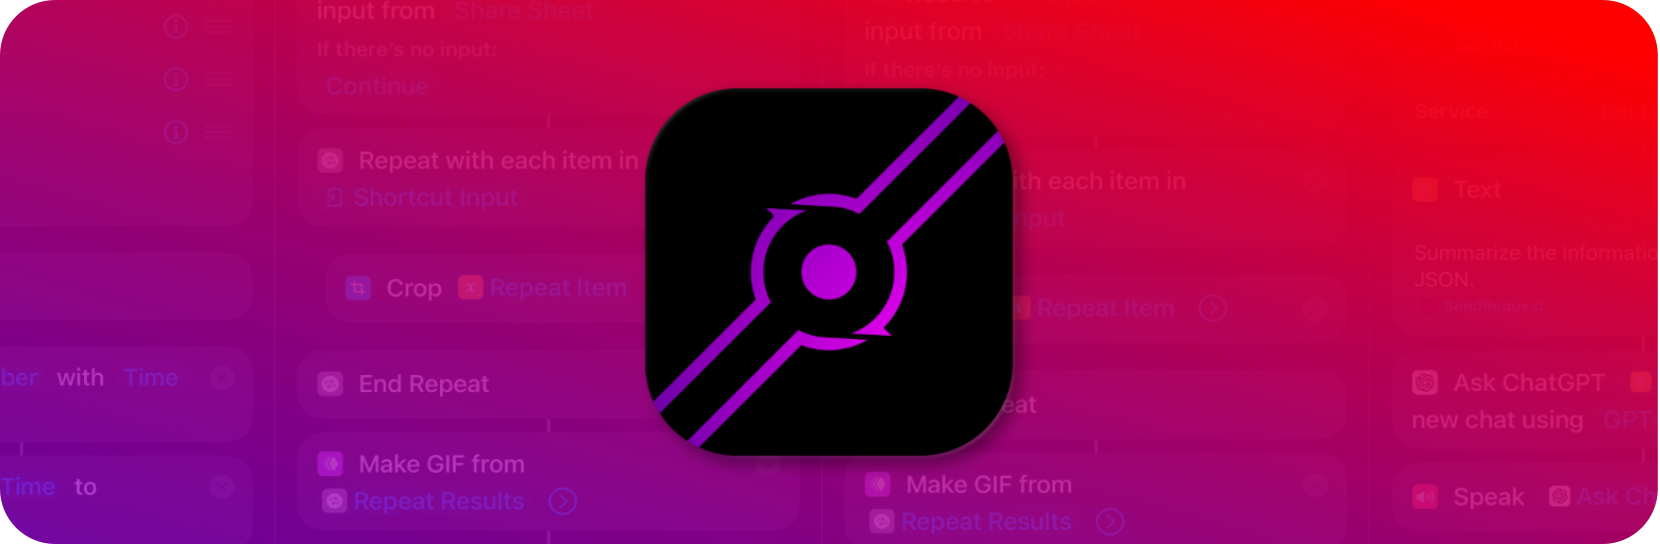 input from Share Sheet
If there's no input:
Continue
Repeat with each item in
Shortcut Input
Crop Repeat Item
End Repeat
Make GIF from
Repeat Results
ber with Time
Time to
input from Share Sheet
If there's no input:
ith each item in
nput
Repeat Item
eat
Make GIF from
Repeat Results
Service Get
Text
Summarize the informatio
JSON.
SendRequest
Ask ChatGPT
new chat using GPT
Speak Ask Ch